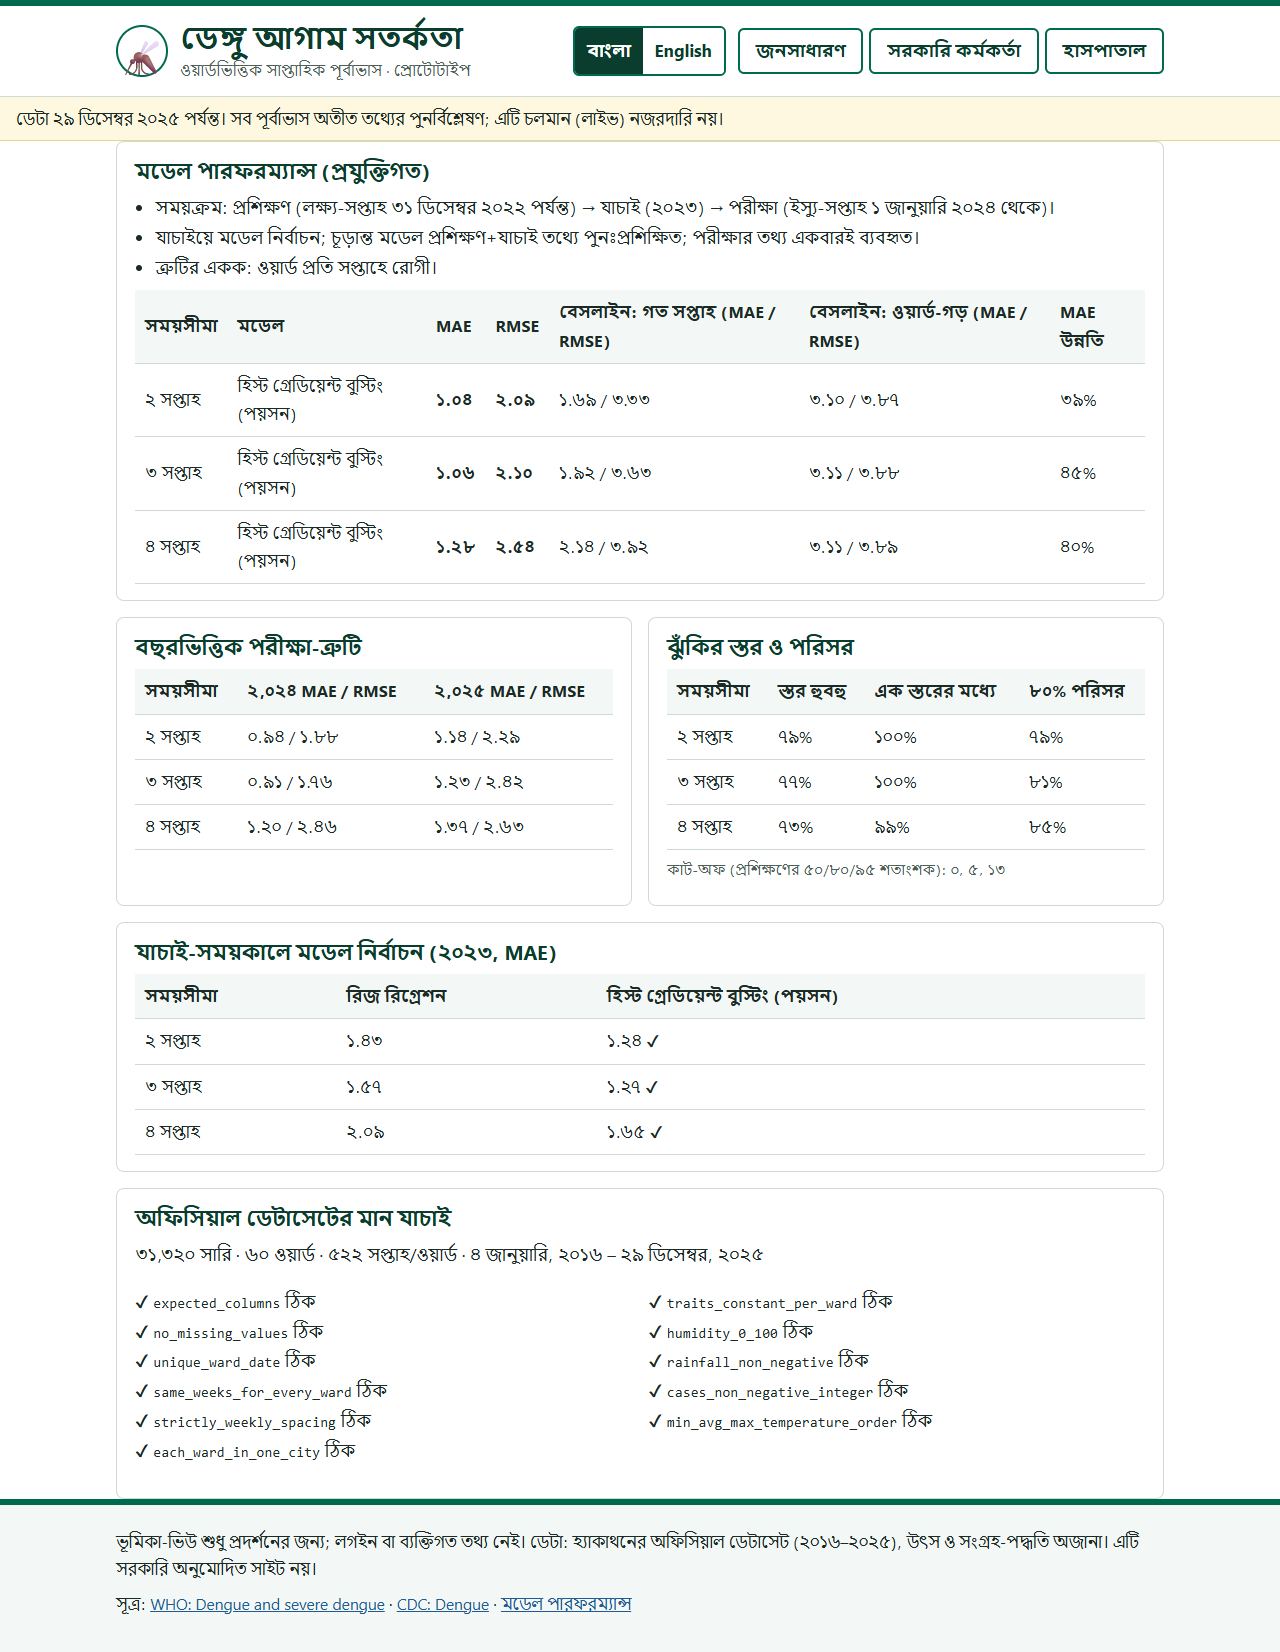 ডেঙ্গু আগাম সতর্কতা
ওয়ার্ডভিত্তিক সাপ্তাহিক পূর্বাভাস · প্রোটোটাইপ
বাংলা English জনসাধারণ সরকারি কর্মকর্তা হাসপাতাল
ডেটা ২৯ ডিসেম্বর ২০২৫ পর্যন্ত। সব পূর্বাভাস অতীত তথ্যের পুনর্বিশ্লেষণ; এটি চলমান (লাইভ) নজরদারি নয়।
মডেল পারফরম্যান্স (প্রযুক্তিগত)
• সময়ক্রম: প্রশিক্ষণ (লক্ষ্য-সপ্তাহ ৩১ ডিসেম্বর ২০২২ পর্যন্ত) → যাচাই (২০২৩) → পরীক্ষা (ইস্যু-সপ্তাহ ১ জানুয়ারি ২০২৪ থেকে)।
• যাচাইয়ে মডেল নির্বাচন; চূড়ান্ত মডেল প্রশিক্ষণ+যাচাই তথ্যে পুনঃপ্রশিক্ষিত; পরীক্ষার তথ্য একবারই ব্যবহৃত।
• ত্রুটির একক: ওয়ার্ড প্রতি সপ্তাহে রোগী।
সময়সীমা মডেল MAE RMSE বেসলাইন: গত সপ্তাহ (MAE / RMSE) বেসলাইন: ওয়ার্ড-গড় (MAE / RMSE) MAE উন্নতি
২ সপ্তাহ হিস্ট গ্রেডিয়েন্ট বুস্টিং (পয়সন) ১.০৪ ২.০৯ ১.৬৯ / ৩.৩৩ ৩.১০ / ৩.৮৭ ৩৯%
৩ সপ্তাহ হিস্ট গ্রেডিয়েন্ট বুস্টিং (পয়সন) ১.০৬ ২.১০ ১.৯২ / ৩.৬৩ ৩.১১ / ৩.৮৮ ৪৫%
৪ সপ্তাহ হিস্ট গ্রেডিয়েন্ট বুস্টিং (পয়সন) ১.২৮ ২.৫৪ ২.১৪ / ৩.৯২ ৩.১১ / ৩.৮৯ ৪০%
বছরভিত্তিক পরীক্ষা-ত্রুটি
সময়সীমা ২,০২৪ MAE / RMSE ২,০২৫ MAE / RMSE
২ সপ্তাহ ০.৯৪ / ১.৮৮ ১.১৪ / ২.২৯
৩ সপ্তাহ ০.৯১ / ১.৭৬ ১.২৩ / ২.৪২
৪ সপ্তাহ ১.২০ / ২.৪৬ ১.৩৭ / ২.৬৩
ঝুঁকির স্তর ও পরিসর
সময়সীমা স্তর হুবহু এক স্তরের মধ্যে ৮০% পরিসর
২ সপ্তাহ ৭৯% ১০০% ৭৯%
৩ সপ্তাহ ৭৭% ১০০% ৮১%
৪ সপ্তাহ ৭৩% ৯৯% ৮৫%
কাট-অফ (প্রশিক্ষণের ৫০/৮০/৯৫ শতাংশক): ০, ৫, ১৩
যাচাই-সময়কালে মডেল নির্বাচন (২০২৩, MAE)
সময়সীমা রিজ রিগ্রেশন হিস্ট গ্রেডিয়েন্ট বুস্টিং (পয়সন)
২ সপ্তাহ ১.৪৩ ১.২৪ ✓
৩ সপ্তাহ ১.৫৭ ১.২৭ ✓
৪ সপ্তাহ ২.০৯ ১.৬৫ ✓
অফিসিয়াল ডেটাসেটের মান যাচাই
৩১,৩২০ সারি · ৬০ ওয়ার্ড · ৫২২ সপ্তাহ/ওয়ার্ড · ৪ জানুয়ারি, ২০১৬ – ২৯ ডিসেম্বর, ২০২৫
✓ expected_columns ঠিক
✓ no_missing_values ঠিক
✓ unique_ward_date ঠিক
✓ same_weeks_for_every_ward ঠিক
✓ strictly_weekly_spacing ঠিক
✓ each_ward_in_one_city ঠিক
✓ traits_constant_per_ward ঠিক
✓ humidity_0_100 ঠিক
✓ rainfall_non_negative ঠিক
✓ cases_non_negative_integer ঠিক
✓ min_avg_max_temperature_order ঠিক
ভূমিকা-ভিউ শুধু প্রদর্শনের জন্য; লগইন বা ব্যক্তিগত তথ্য নেই। ডেটা: হ্যাকাথনের অফিসিয়াল ডেটাসেট (২০১৬–২০২৫), উৎস ও সংগ্রহ-পদ্ধতি অজানা। এটি
সরকারি অনুমোদিত সাইট নয়।
সূত্র: WHO: Dengue and severe dengue · CDC: Dengue · মডেল পারফরম্যান্স